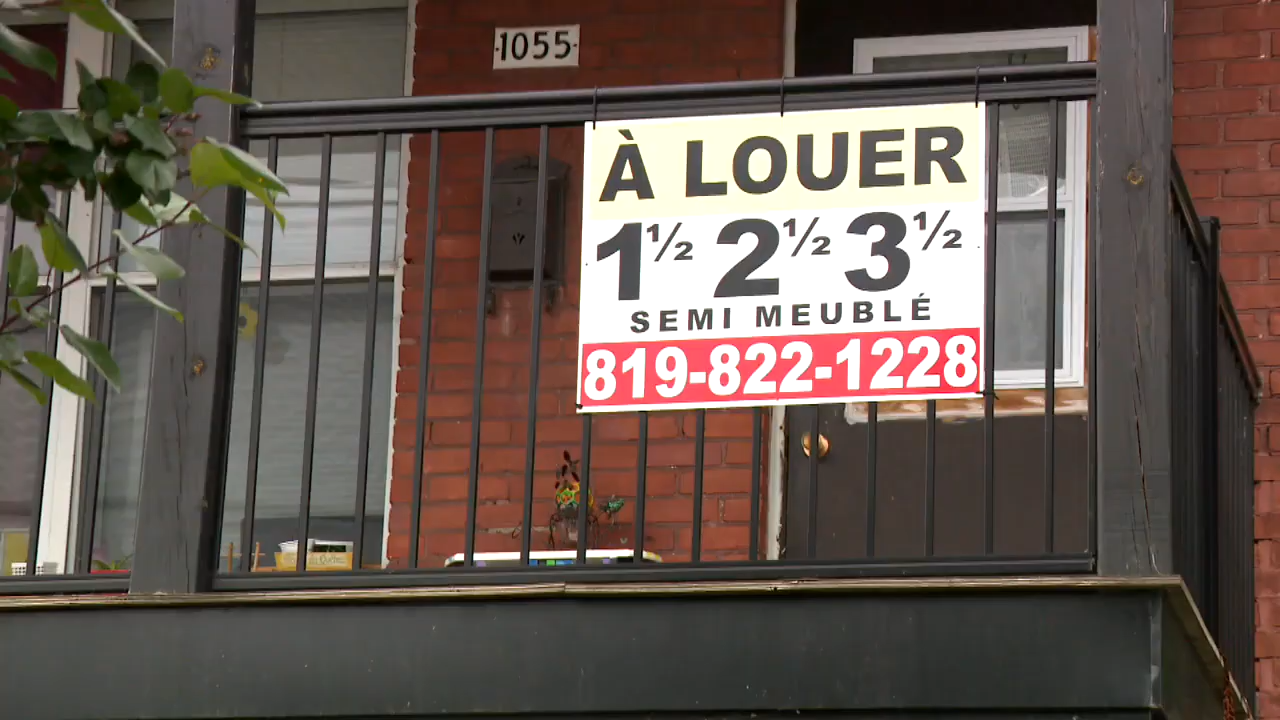 1055
À LOUER
1½ 2½ 3½
SEMI MEUBLÉ
819-822-1228